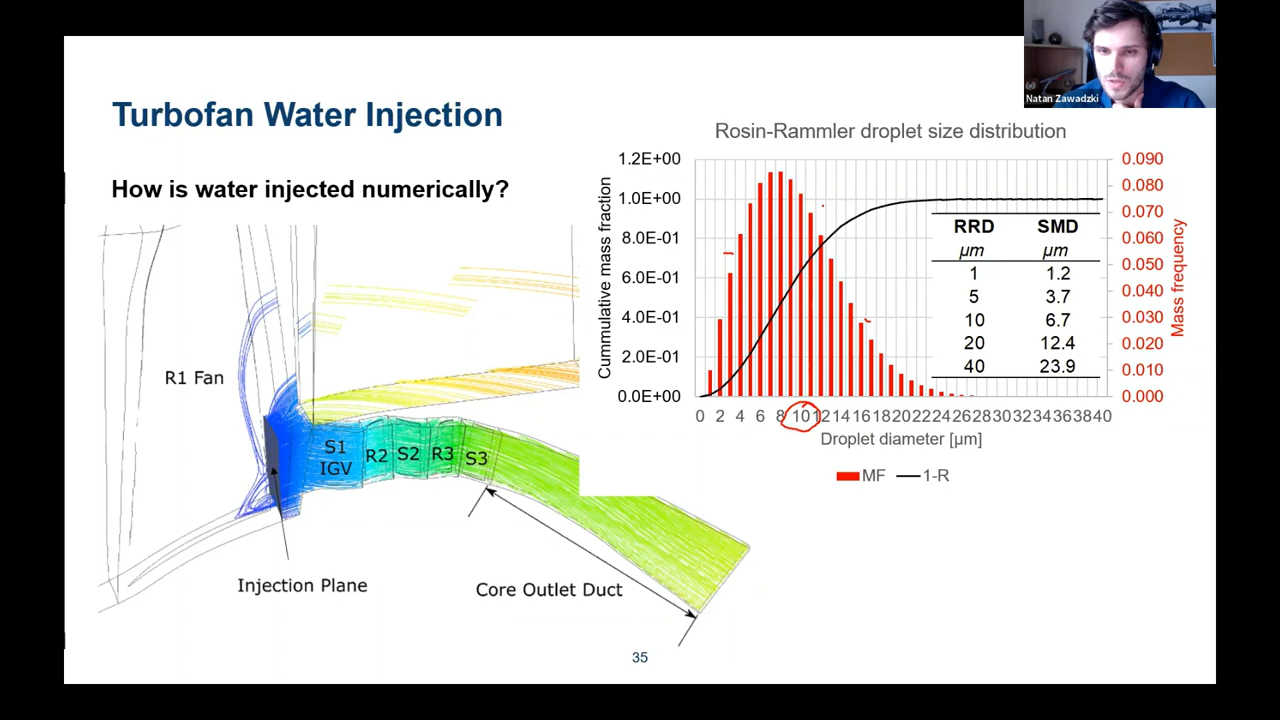 Natan Zawadzki
Turbofan Water Injection
How is water injected numerically?
R1 Fan
S1
IGV
R2
S2
R3
S3
Injection Plane
Core Outlet Duct
Rosin-Rammler droplet size distribution
Cummulative mass fraction
1.2E+00
1.0E+00
8.0E-01
6.0E-01
4.0E-01
2.0E-01
0.0E+00
0.090
0.080
0.070
0.060
0.050
0.040
0.030
0.020
0.010
0.000
Mass frequency
RRD SMD
µm µm
1 1.2
5 3.7
10 6.7
20 12.4
40 23.9
0 2 4 6 8 10 12 14 16 18 20 22 24 26 28 30 32 34 36 38 40
Droplet diameter [µm]
MF 1-R
35